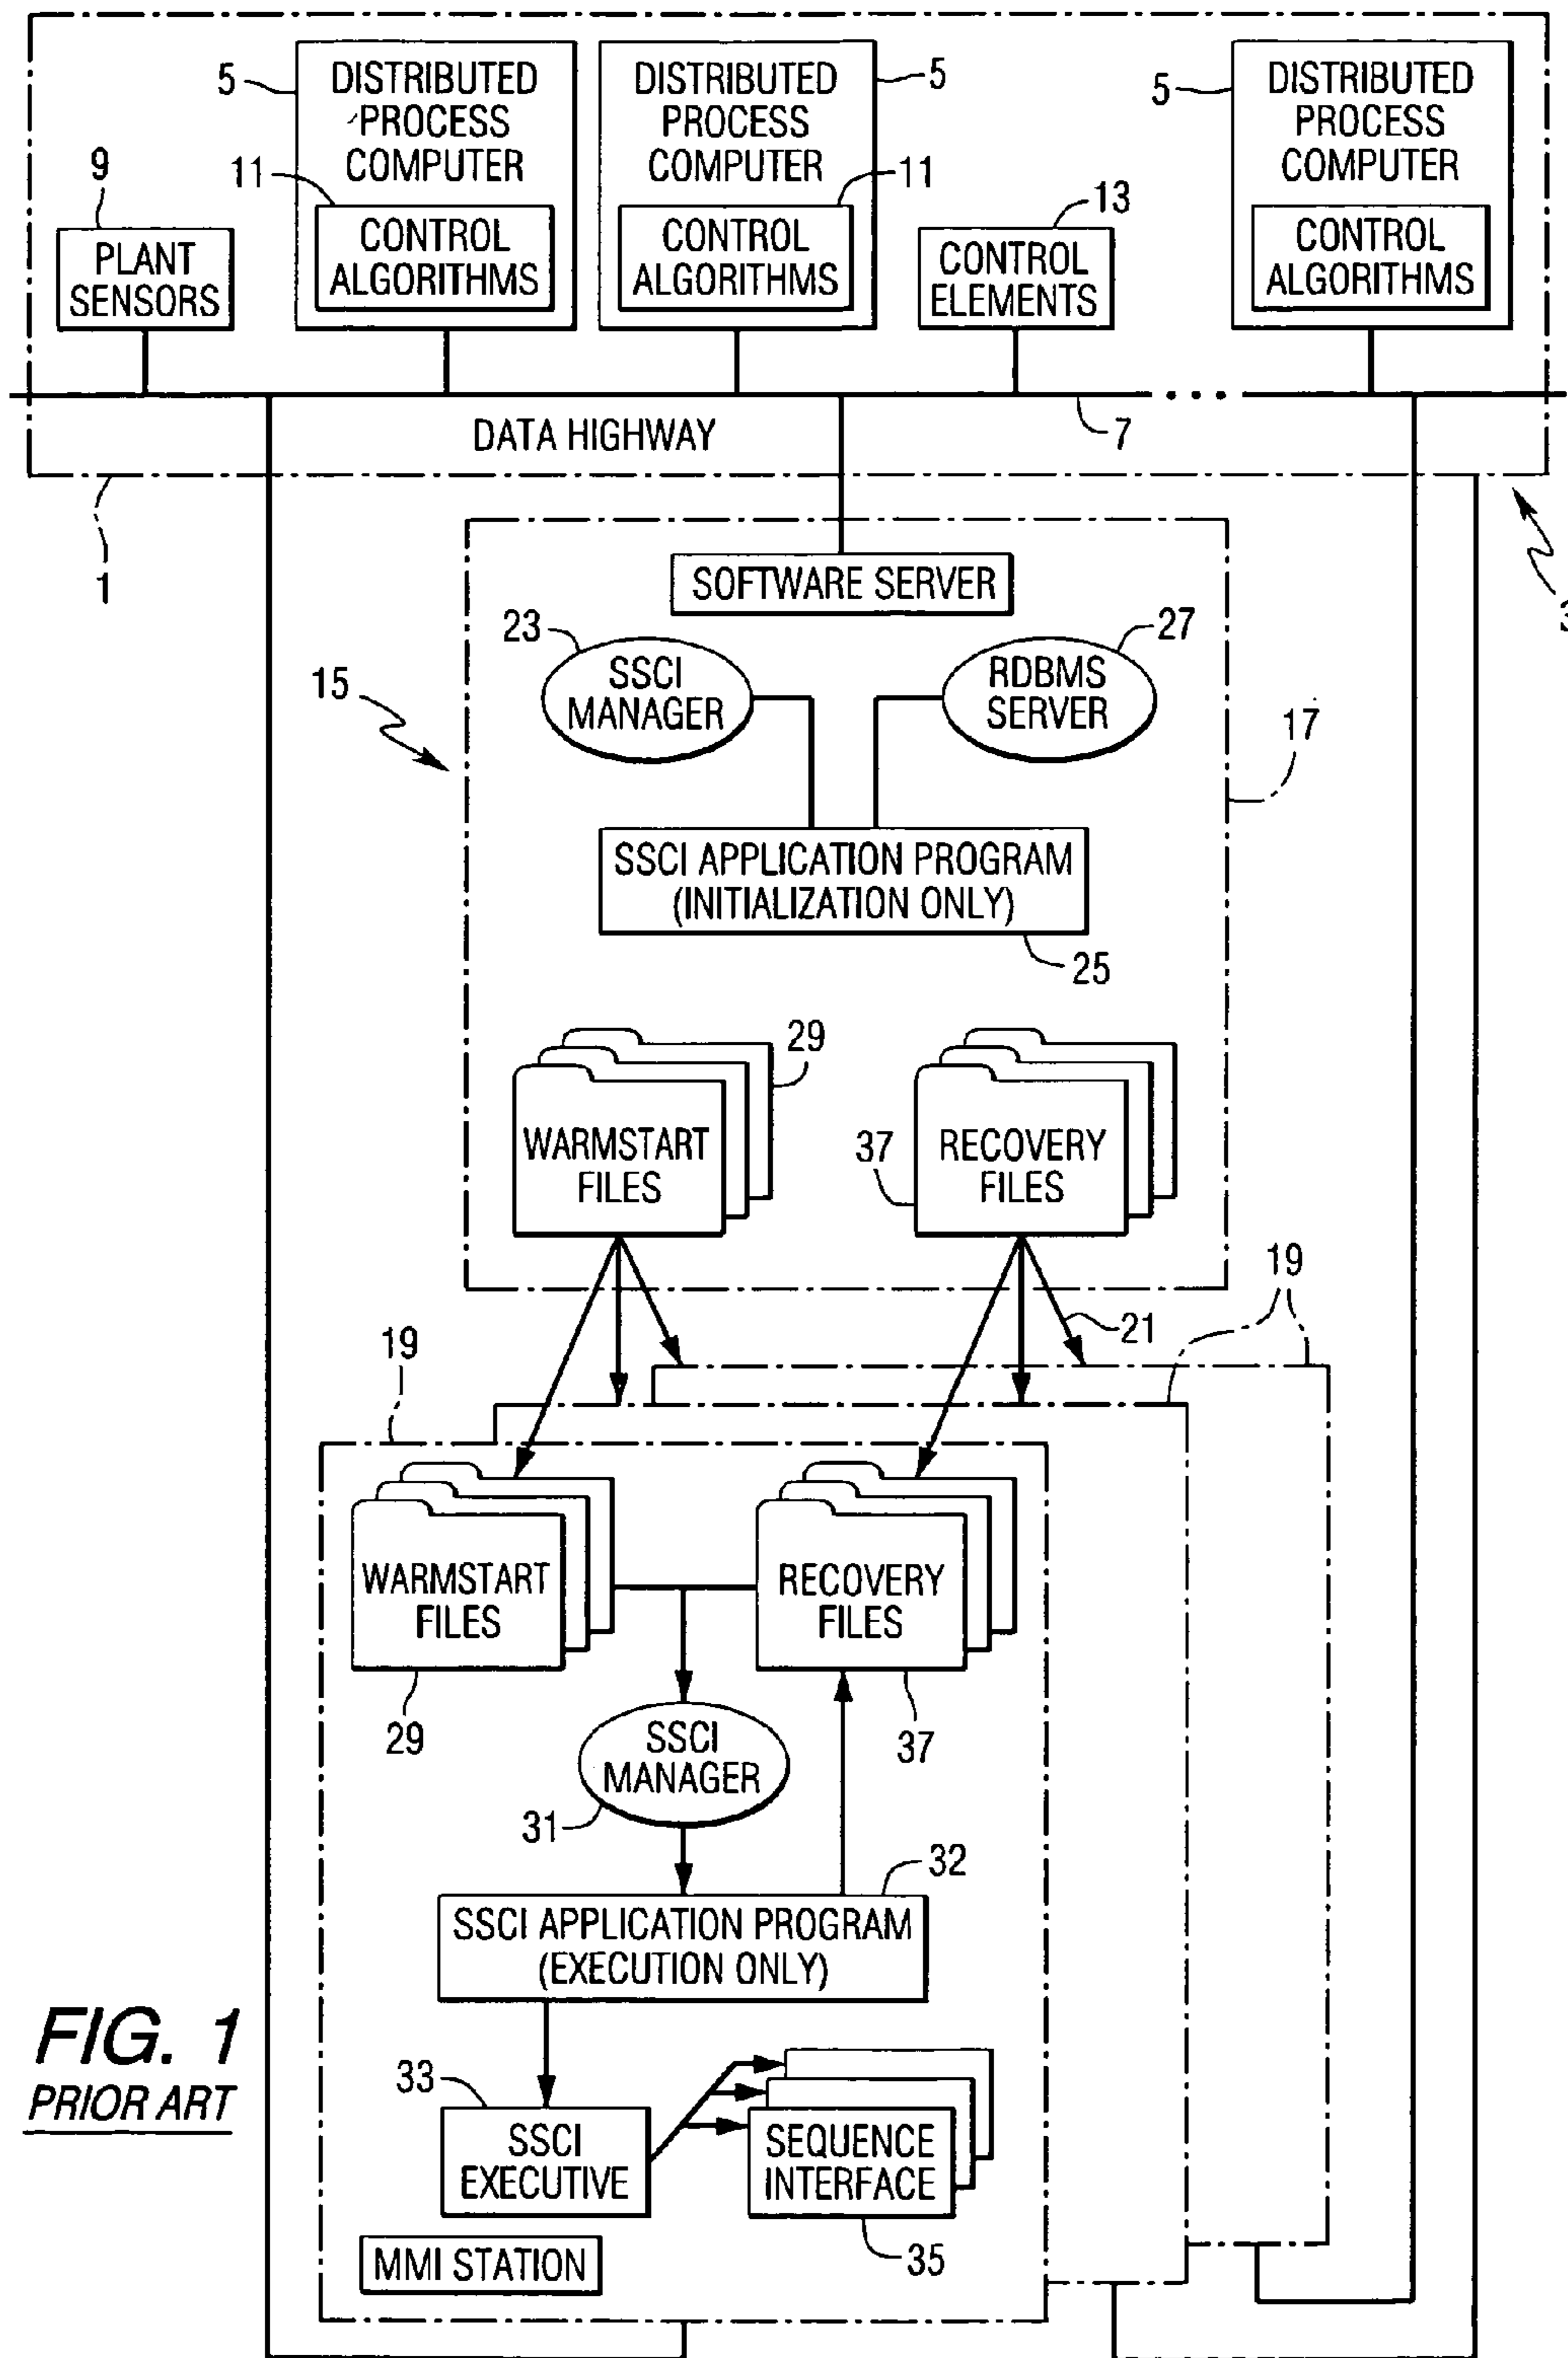 5
DISTRIBUTED
PROCESS
COMPUTER
11
CONTROL
ALGORITHMS
DISTRIBUTED
PROCESS
COMPUTER
5
11
CONTROL
ALGORITHMS
5
DISTRIBUTED
PROCESS
COMPUTER
CONTROL
ALGORITHMS
9
PLANT
SENSORS
13
CONTROL
ELEMENTS
DATA HIGHWAY
7
1
SOFTWARE SERVER
15
23
SSCI
MANAGER
27
RDBMS
SERVER
17
SSCI APPLICATION PROGRAM
(INITIALIZATION ONLY)
25
29
WARMSTART
FILES
37
RECOVERY
FILES
21
19
19
WARMSTART
FILES
29
RECOVERY
FILES
37
SSCI
MANAGER
31
32
SSCI APPLICATION PROGRAM
(EXECUTION ONLY)
33
SSCI
EXECUTIVE
SEQUENCE
INTERFACE
35
MMI STATION
FIG. 1
PRIOR ART